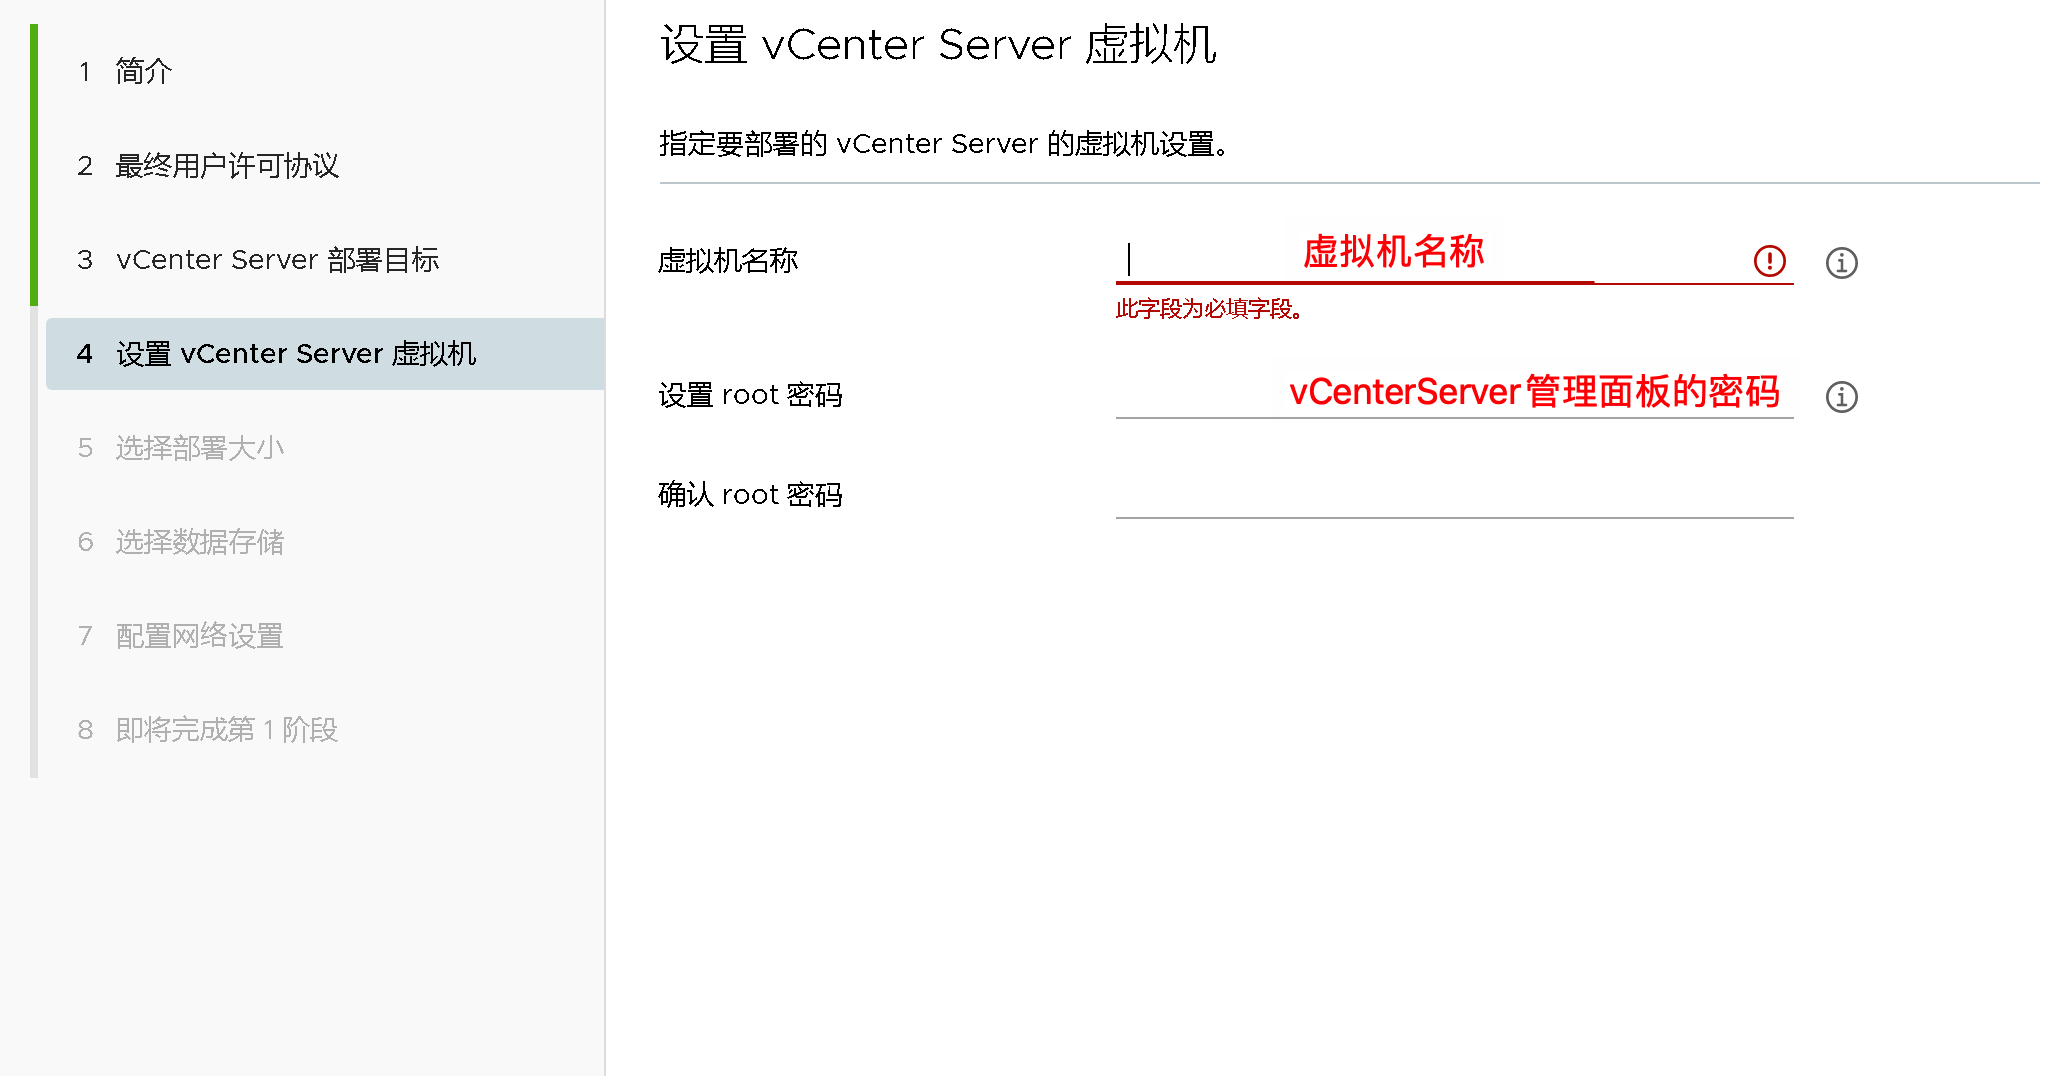 1 简介
2 最终用户许可协议
3 vCenter Server 部署目标
4 设置 vCenter Server 虚拟机
5 选择部署大小
6 选择数据存储
7 配置网络设置
8 即将完成第 1 阶段
设置 vCenter Server 虚拟机
指定要部署的 vCenter Server 的虚拟机设置。
虚拟机名称 虚拟机名称
此字段为必填字段。
设置 root 密码 vCenterServer管理面板的密码
确认 root 密码